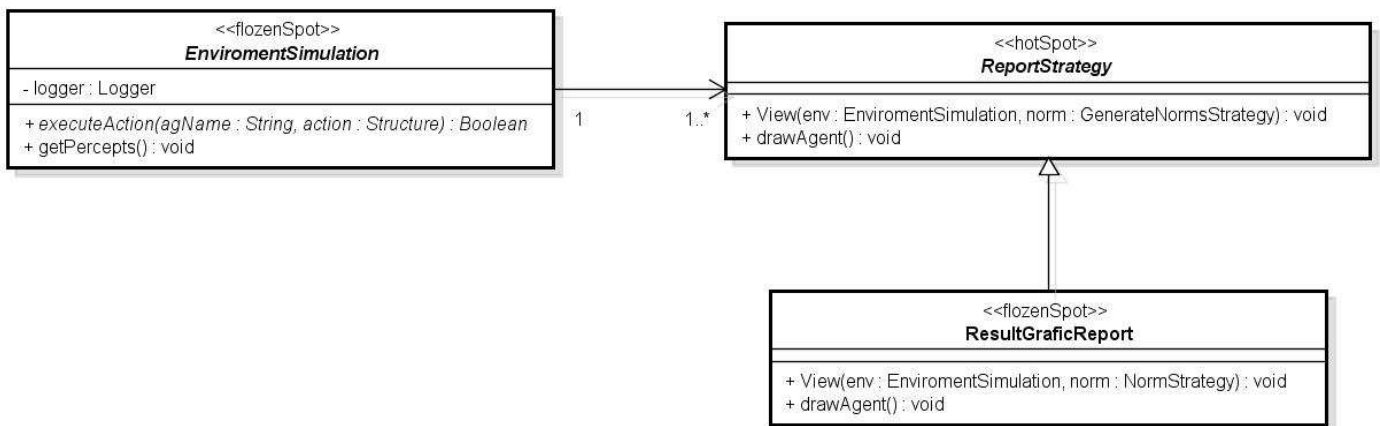 <<flozenSpot>>
EnviromentSimulation
- logger : Logger
+ executeAction(agName : String, action : Structure) : Boolean
+ getPercepts() : void
1
1..*
<<hotSpot>>
ReportStrategy
+ View(env : EnviromentSimulation, norm : GenerateNormsStrategy) : void
+ drawAgent() : void
<<flozenSpot>>
ResultGraficReport
+ View(env : EnviromentSimulation, norm : NormStrategy) : void
+ drawAgent() : void